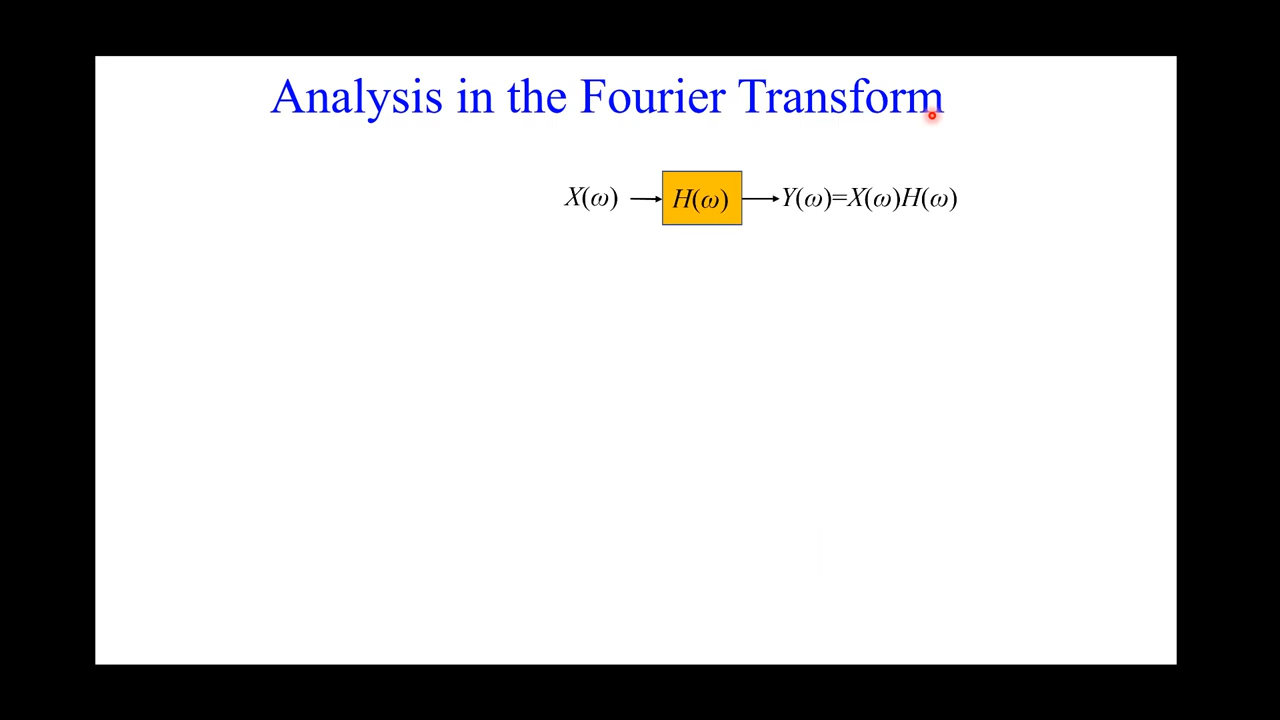 Analysis in the Fourier Transform
X(ω) H(ω) Y(ω)=X(ω)H(ω)